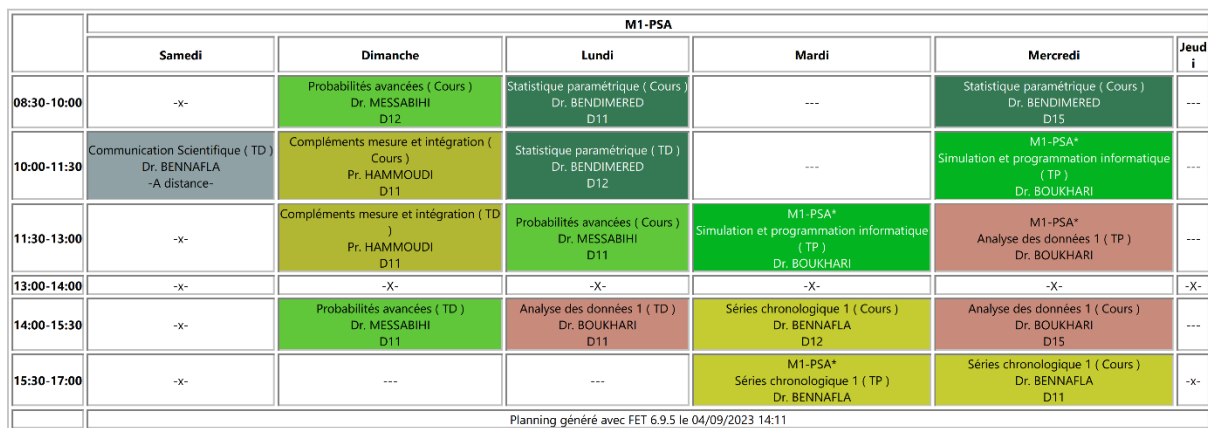 M1-PSA
Samedi Dimanche Lundi Mardi Mercredi Jeud
i
08:30-10:00
-x-
Probabilités avancées ( Cours )
Dr. MESSABIHI
D12
Statistique paramétrique ( Cours )
Dr. BENDIMERED
D11
---
Statistique paramétrique ( Cours )
Dr. BENDIMERED
D15
---
10:00-11:30
Communication Scientifique ( TD )
Dr. BENNAFLA
-A distance-
Compléments mesure et intégration (
Cours )
Pr. HAMMOUDI
D11
Statistique paramétrique ( TD )
Dr. BENDIMERED
D12
---
M1-PSA*
Simulation et programmation informatique
( TP )
Dr. BOUKHARI
---
11:30-13:00
-x-
Compléments mesure et intégration ( TD
)
Pr. HAMMOUDI
D11
Probabilités avancées ( Cours )
Dr. MESSABIHI
D11
M1-PSA*
Simulation et programmation informatique
( TP )
Dr. BOUKHARI
M1-PSA*
Analyse des données 1 ( TP )
Dr. BOUKHARI
---
13:00-14:00 -x- -X- -X- -X- -X- -X-
14:00-15:30
-x-
Probabilités avancées ( TD )
Dr. MESSABIHI
D11
Analyse des données 1 ( TD )
Dr. BOUKHARI
D11
Séries chronologique 1 ( Cours )
Dr. BENNAFLA
D12
Analyse des données 1 ( Cours )
Dr. BOUKHARI
D15
---
15:30-17:00
-x-
---
---
M1-PSA*
Séries chronologique 1 ( TP )
Dr. BENNAFLA
Séries chronologique 1 ( Cours )
Dr. BENNAFLA
D11
-x-
Planning généré avec FET 6.9.5 le 04/09/2023 14:11